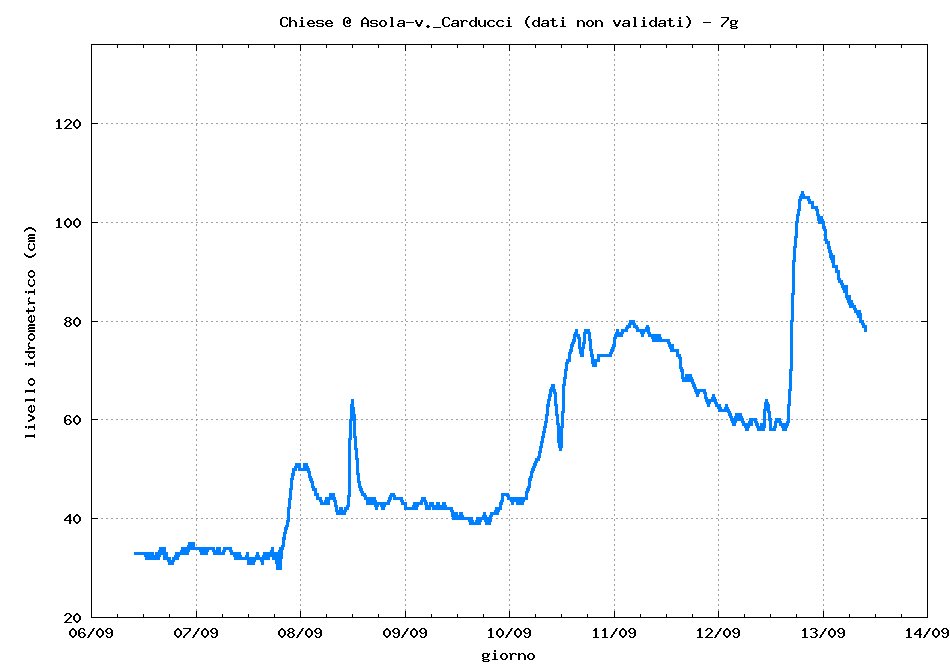 Chiese @ Asola-v._Carducci (dati non validati) - 7g
livello idrometrico (cm)
120
100
80
60
40
20
06/09 07/09 08/09 09/09 10/09 11/09 12/09 13/09 14/09
giorno